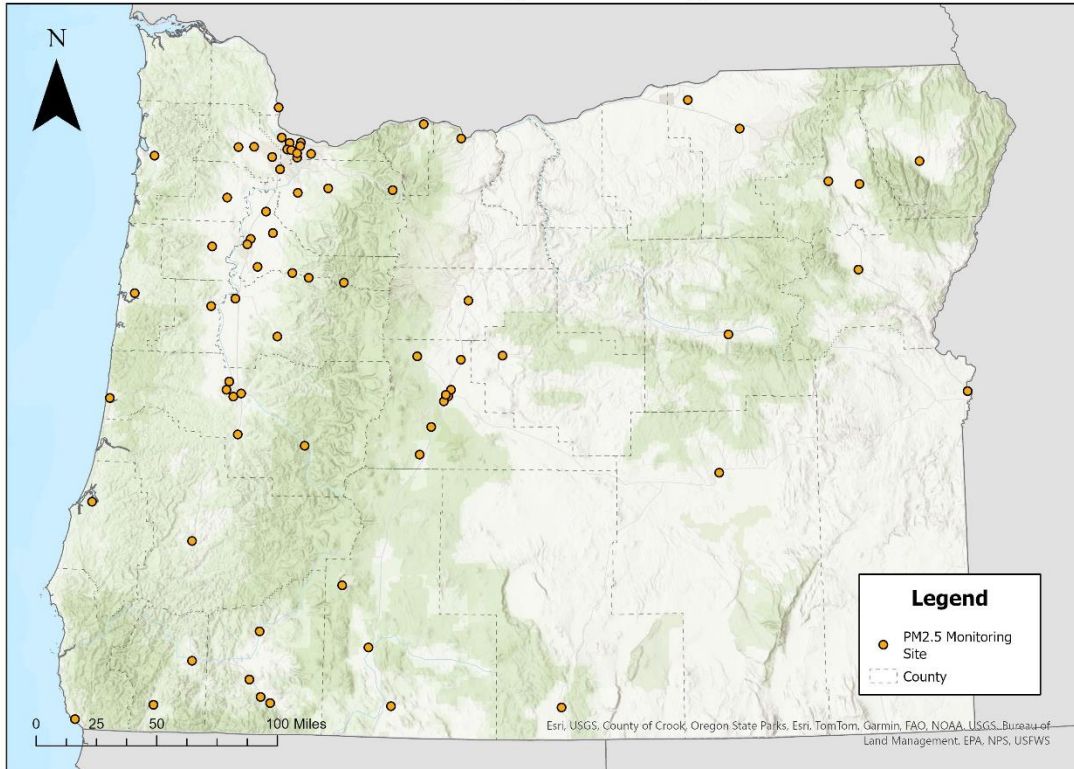 N
Legend
PM2.5 Monitoring
Site
County
0 25 50 100 Miles
Esri, USGS, County of Crook, Oregon State Parks, Esri, TomTom, Garmin, FAO, NOAA, USGS, Bureau of
Land Management, EPA, NPS, USFWS